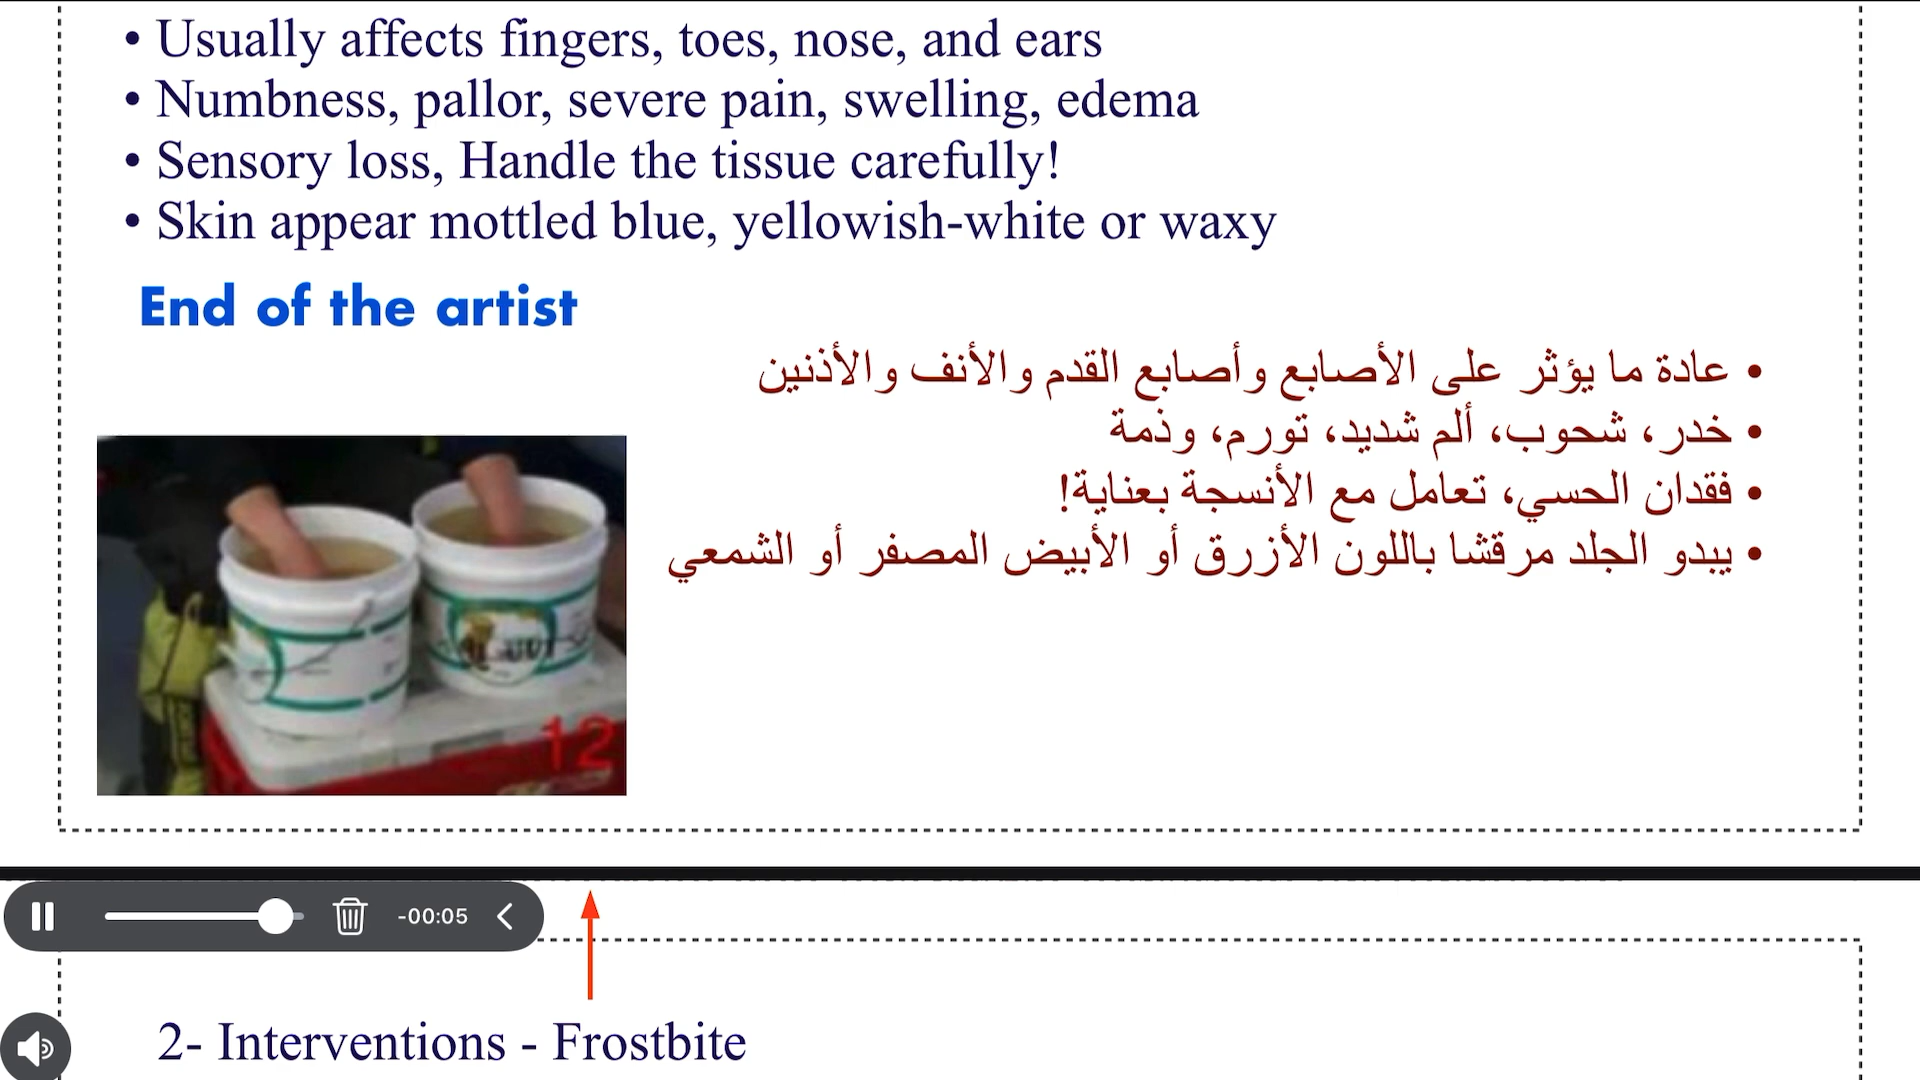 • Usually affects fingers, toes, nose, and ears
• Numbness, pallor, severe pain, swelling, edema
• Sensory loss, Handle the tissue carefully!
• Skin appear mottled blue, yellowish-white or waxy
End of the artist
• عادة ما يؤثر على الأصابع وأصابع القدم والأنف والأذنين
• خدر، شحوب، ألم شديد، تورم، وذمة
• فقدان الحسي، تعامل مع الأنسجة بعناية!
• يبدو الجلد مرقشا باللون الأزرق أو الأبيض المصفر أو الشمعي
12
-00:05
2- Interventions - Frostbite